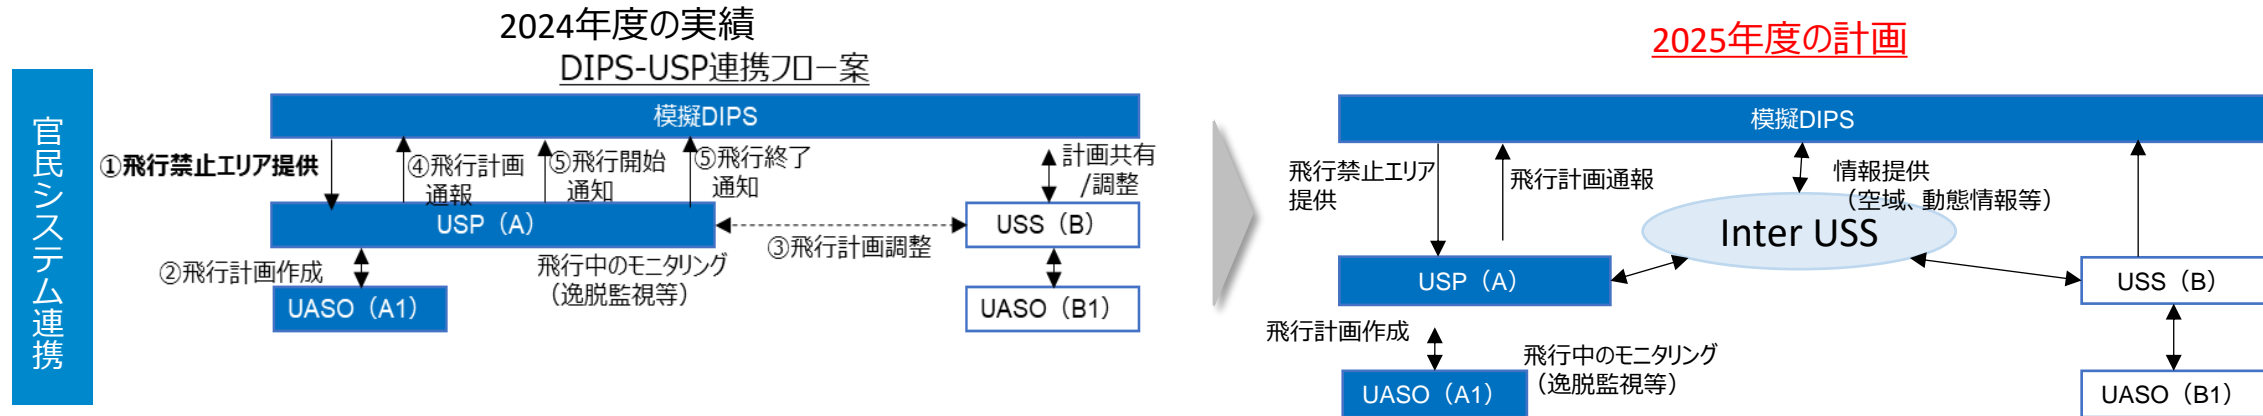 官民システム連携
2024年度の実績
DIPS-USP連携フロー案
模擬DIPS
①飛行禁止エリア提供
④飛行計画
通報
⑤飛行開始
通知
⑤飛行終了
通知
計画共有
/調整
USP（A）
③飛行計画調整
USS（B）
②飛行計画作成
飛行中のモニタリング
（逸脱監視等）
UASO（A1）
UASO（B1）
2025年度の計画
模擬DIPS
飛行禁止エリア
提供
飛行計画通報
情報提供
（空域、動態情報等）
Inter USS
USP（A）
USS（B）
飛行計画作成
飛行中のモニタリング
（逸脱監視等）
UASO（A1）
UASO（B1）